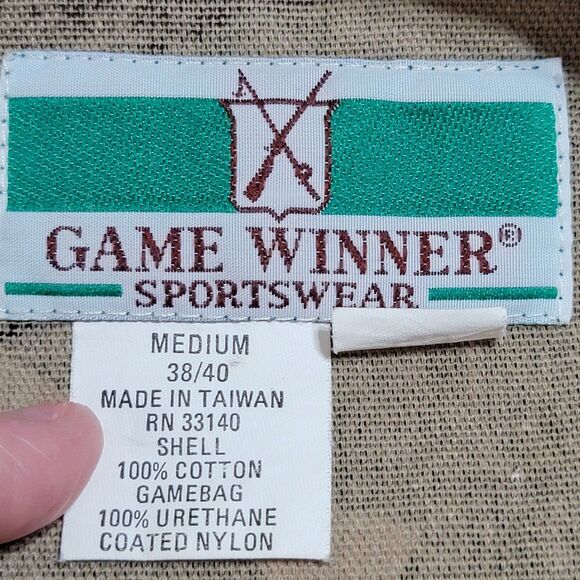 GAME WINNER®
SPORTSWEAR
MEDIUM
38/40
MADE IN TAIWAN
RN 33140
SHELL
100% COTTON
GAMEBAG
100% URETHANE
COATED NYLON